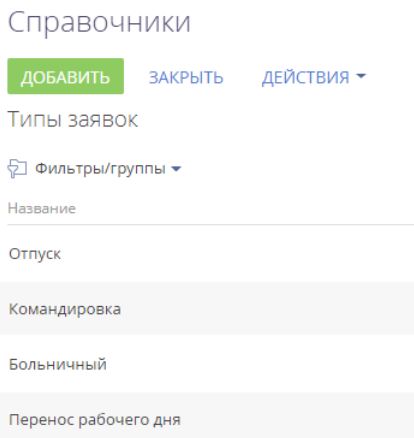 Справочники
ДОБАВИТЬ ЗАКРЫТЬ ДЕЙСТВИЯ
Типы заявок
Фильтры/группы
Название
Отпуск
Командировка
Больничный
Перенос рабочего дня